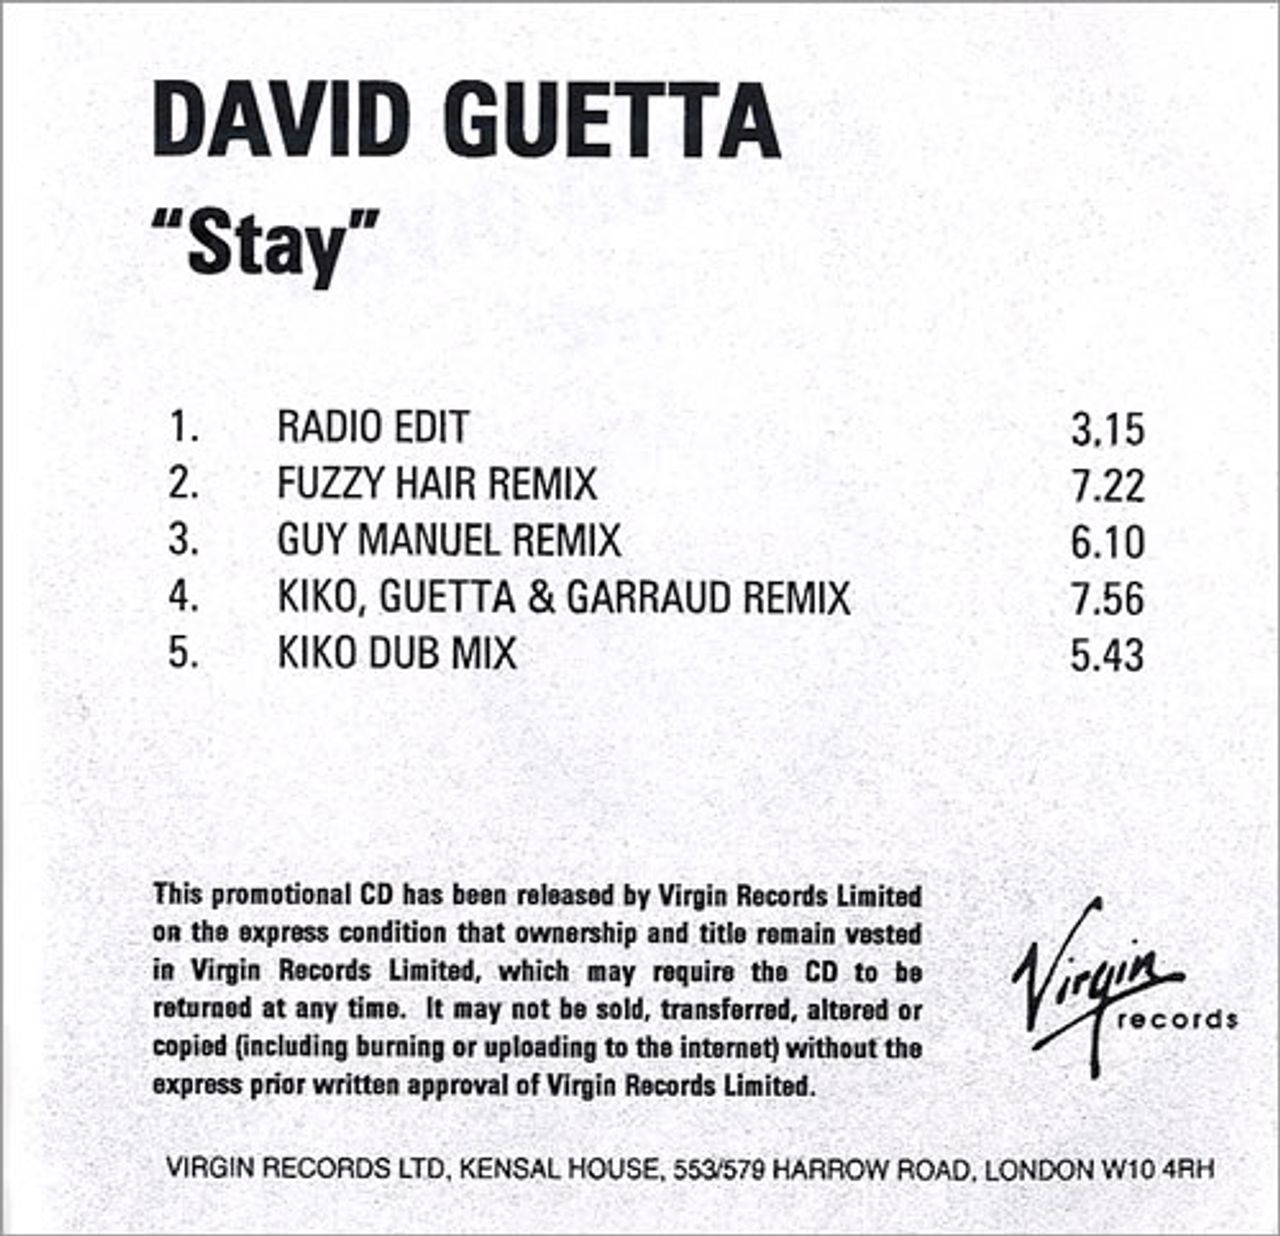 DAVID GUETTA
“Stay”
1. RADIO EDIT 3.15
2. FUZZY HAIR REMIX 7.22
3. GUY MANUEL REMIX 6.10
4. KIKO, GUETTA & GARRAUD REMIX 7.56
5. KIKO DUB MIX 5.43
This promotional CD has been released by Virgin Records Limited
on the express condition that ownership and title remain vested
in Virgin Records Limited, which may require the CD to be
returned at any time. It may not be sold, transferred, altered or
copied (including burning or uploading to the internet) without the
express prior written approval of Virgin Records Limited.
Virgin
records
VIRGIN RECORDS LTD, KENSAL HOUSE, 553/579 HARROW ROAD, LONDON W10 4RH